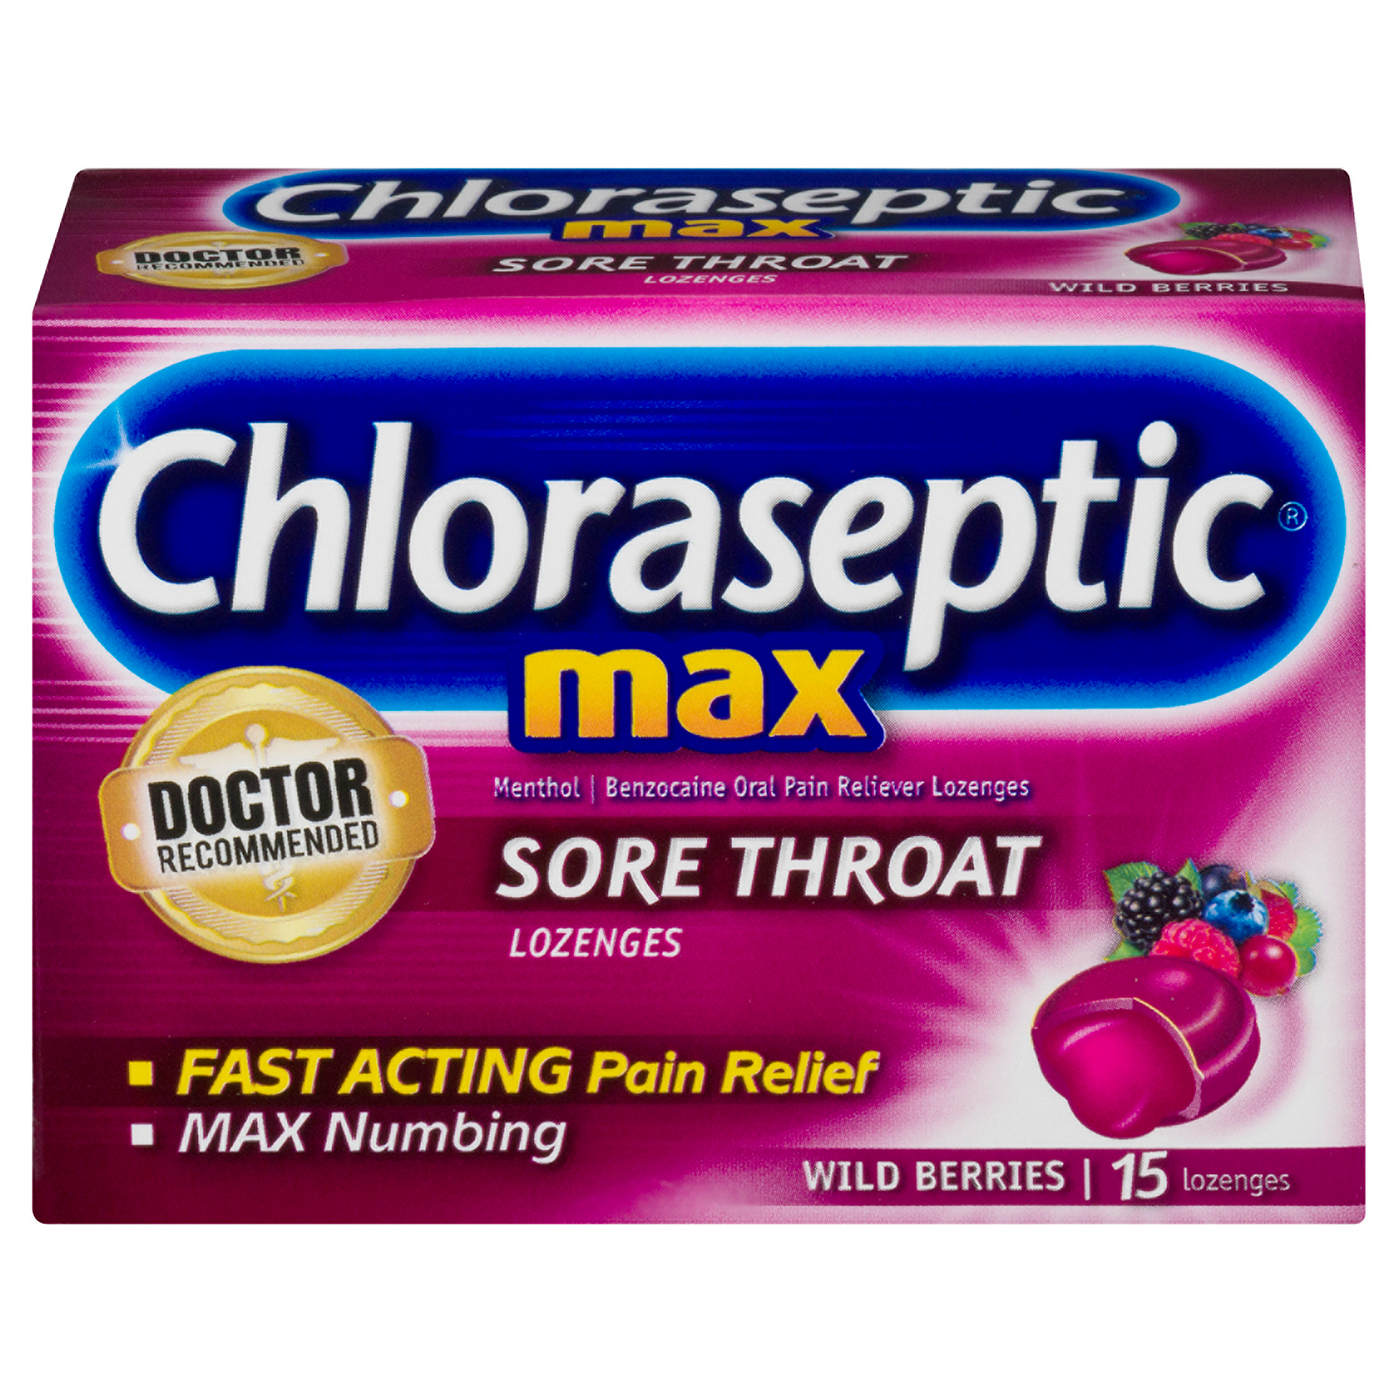 Chloraseptic
max
DOCTOR
RECOMMENDED
SORE THROAT
LOZENGES
WILD BERRIES
Chloraseptic®
max
Menthol | Benzocaine Oral Pain Reliever Lozenges
DOCTOR
RECOMMENDED
SORE THROAT
LOZENGES
▪ FAST ACTING Pain Relief
▪ MAX Numbing
WILD BERRIES | 15 lozenges